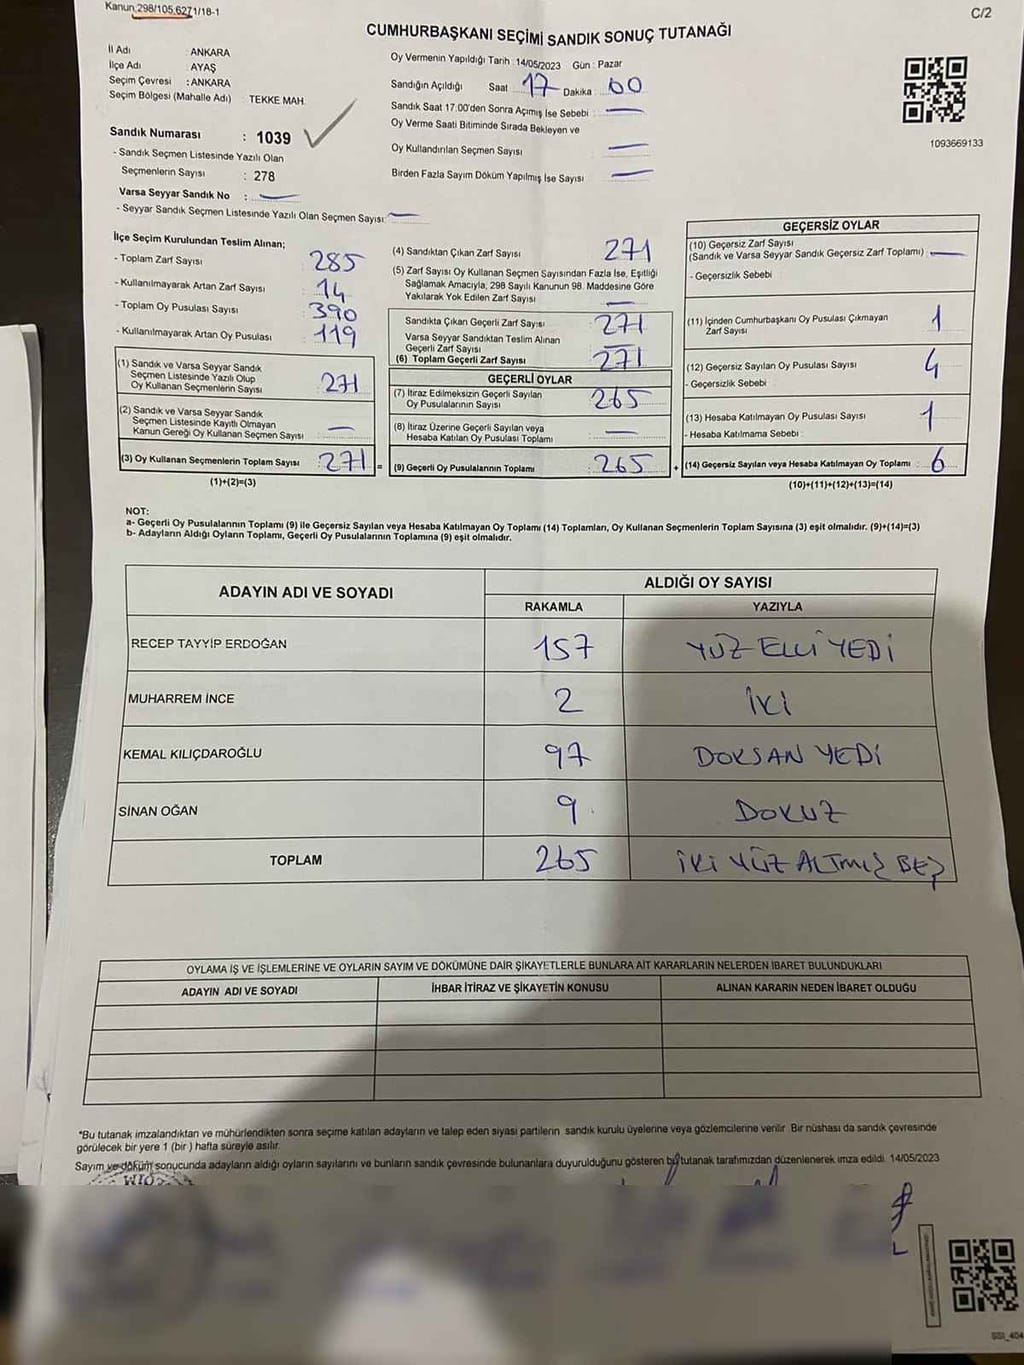 Kanun,298/105,6271/18-1
C/2
CUMHURBAŞKANI SEÇİMİ SANDIK SONUÇ TUTANAĞI
İl Adı : ANKARA
İlçe Adı : AYAŞ
Seçim Çevresi : ANKARA
Seçim Bölgesi (Mahalle Adı) : TEKKE MAH.
Sandık Numarası : 1039
- Sandık Seçmen Listesinde Yazılı Olan
Seçmenlerin Sayısı : 278
Varsa Seyyar Sandık No : —
- Seyyar Sandık Seçmen Listesinde Yazılı Olan Seçmen Sayısı: —
Oy Vermenin Yapıldığı Tarih : 14/05/2023 Gün : Pazar
Sandığın Açıldığı Saat 17 Dakika : 00
Sandık Saat 17.00'den Sonra Açımış İse Sebebi : —
Oy Verme Saati Bitiminde Sırada Bekleyen ve
Oy Kullandırılan Seçmen Sayısı —
Birden Fazla Sayım Döküm Yapılmış İse Sayısı —
1093669133
İlçe Seçim Kurulundan Teslim Alınan;
- Toplam Zarf Sayısı 285
- Kullanılmayarak Artan Zarf Sayısı 14
- Toplam Oy Pusulası Sayısı 390
- Kullanılmayarak Artan Oy Pusulası 119
(1) Sandık ve Varsa Seyyar Sandık
Seçmen Listesinde Yazılı Olup
Oy Kullanan Seçmenlerin Sayısı : 271
(2) Sandık ve Varsa Seyyar Sandık
Seçmen Listesinde Kayıtlı Olmayan
Kanun Gereği Oy Kullanan Seçmen Sayısı : —
(3) Oy Kullanan Seçmenlerin Toplam Sayısı : 271 =
(1)+(2)=(3)
(4) Sandıktan Çıkan Zarf Sayısı 271
(5) Zarf Sayısı Oy Kullanan Seçmen Sayısından Fazla İse, Eşitliği
Sağlamak Amacıyla, 298 Sayılı Kanunun 98. Maddesine Göre
Yakılarak Yok Edilen Zarf Sayısı —
Sandıkta Çıkan Geçerli Zarf Sayısı 271
Varsa Seyyar Sandıktan Teslim Alınan
Geçerli Zarf Sayısı —
(6) Toplam Geçerli Zarf Sayısı 271
GEÇERLİ OYLAR
(7) İtiraz Edilmeksizin Geçerli Sayılan
Oy Pusulalarının Sayısı 265
(8) İtiraz Üzerine Geçerli Sayılan veya
Hesaba Katılan Oy Pusulası Toplamı —
(9) Geçerli Oy Pusulalarının Toplamı : 265 +
GEÇERSİZ OYLAR
(10) Geçersiz Zarf Sayısı
(Sandık ve Varsa Seyyar Sandık Geçersiz Zarf Toplamı) : —
- Geçersizlik Sebebi :
(11) İçinden Cumhurbaşkanı Oy Pusulası Çıkmayan
Zarf Sayısı 1
(12) Geçersiz Sayılan Oy Pusulası Sayısı 4
- Geçersizlik Sebebi :
(13) Hesaba Katılmayan Oy Pusulası Sayısı 1
- Hesaba Katılmama Sebebi :
(14) Geçersiz Sayılan veya Hesaba Katılmayan Oy Toplamı : 6
(10)+(11)+(12)+(13)=(14)
NOT:
a- Geçerli Oy Pusulalarının Toplamı (9) ile Geçersiz Sayılan veya Hesaba Katılmayan Oy Toplamı (14) Toplamları, Oy Kullanan Seçmenlerin Toplam Sayısına (3) eşit olmalıdır. (9)+(14)=(3)
b- Adayların Aldığı Oyların Toplamı, Geçerli Oy Pusulalarının Toplamına (9) eşit olmalıdır.
ADAYIN ADI VE SOYADI ALDIĞI OY SAYISI
RAKAMLA YAZIYLA
RECEP TAYYİP ERDOĞAN 157 YÜZ ELLİ YEDİ
MUHARREM İNCE 2 İKİ
KEMAL KILIÇDAROĞLU 97 DOKSAN YEDİ
SİNAN OĞAN 9 DOKUZ
TOPLAM 265 İKİ YÜZ ALTMIŞ BEŞ
OYLAMA İŞ VE İŞLEMLERİNE VE OYLARIN SAYIM VE DÖKÜMÜNE DAİR ŞİKAYETLERLE BUNLARA AİT KARARLARIN NELERDEN İBARET BULUNDUKLARI
ADAYIN ADI VE SOYADI İHBAR İTİRAZ VE ŞİKAYETİN KONUSU ALINAN KARARIN NEDEN İBARET OLDUĞU
*Bu tutanak imzalandıktan ve mühürlendikten sonra seçime katılan adayların ve talep eden siyasi partilerin sandık kurulu üyelerine veya gözlemcilerine verilir. Bir nüshası da sandık çevresinde
görülecek bir yere 1 (bir) hafta süreyle asılır.
Sayım ve döküm sonucunda adayların aldığı oyların sayılarını ve bunların sandık çevresinde bulunanlara duyurulduğunu gösteren bu tutanak tarafımızdan düzenlenerek imza edildi. 14/05/2023